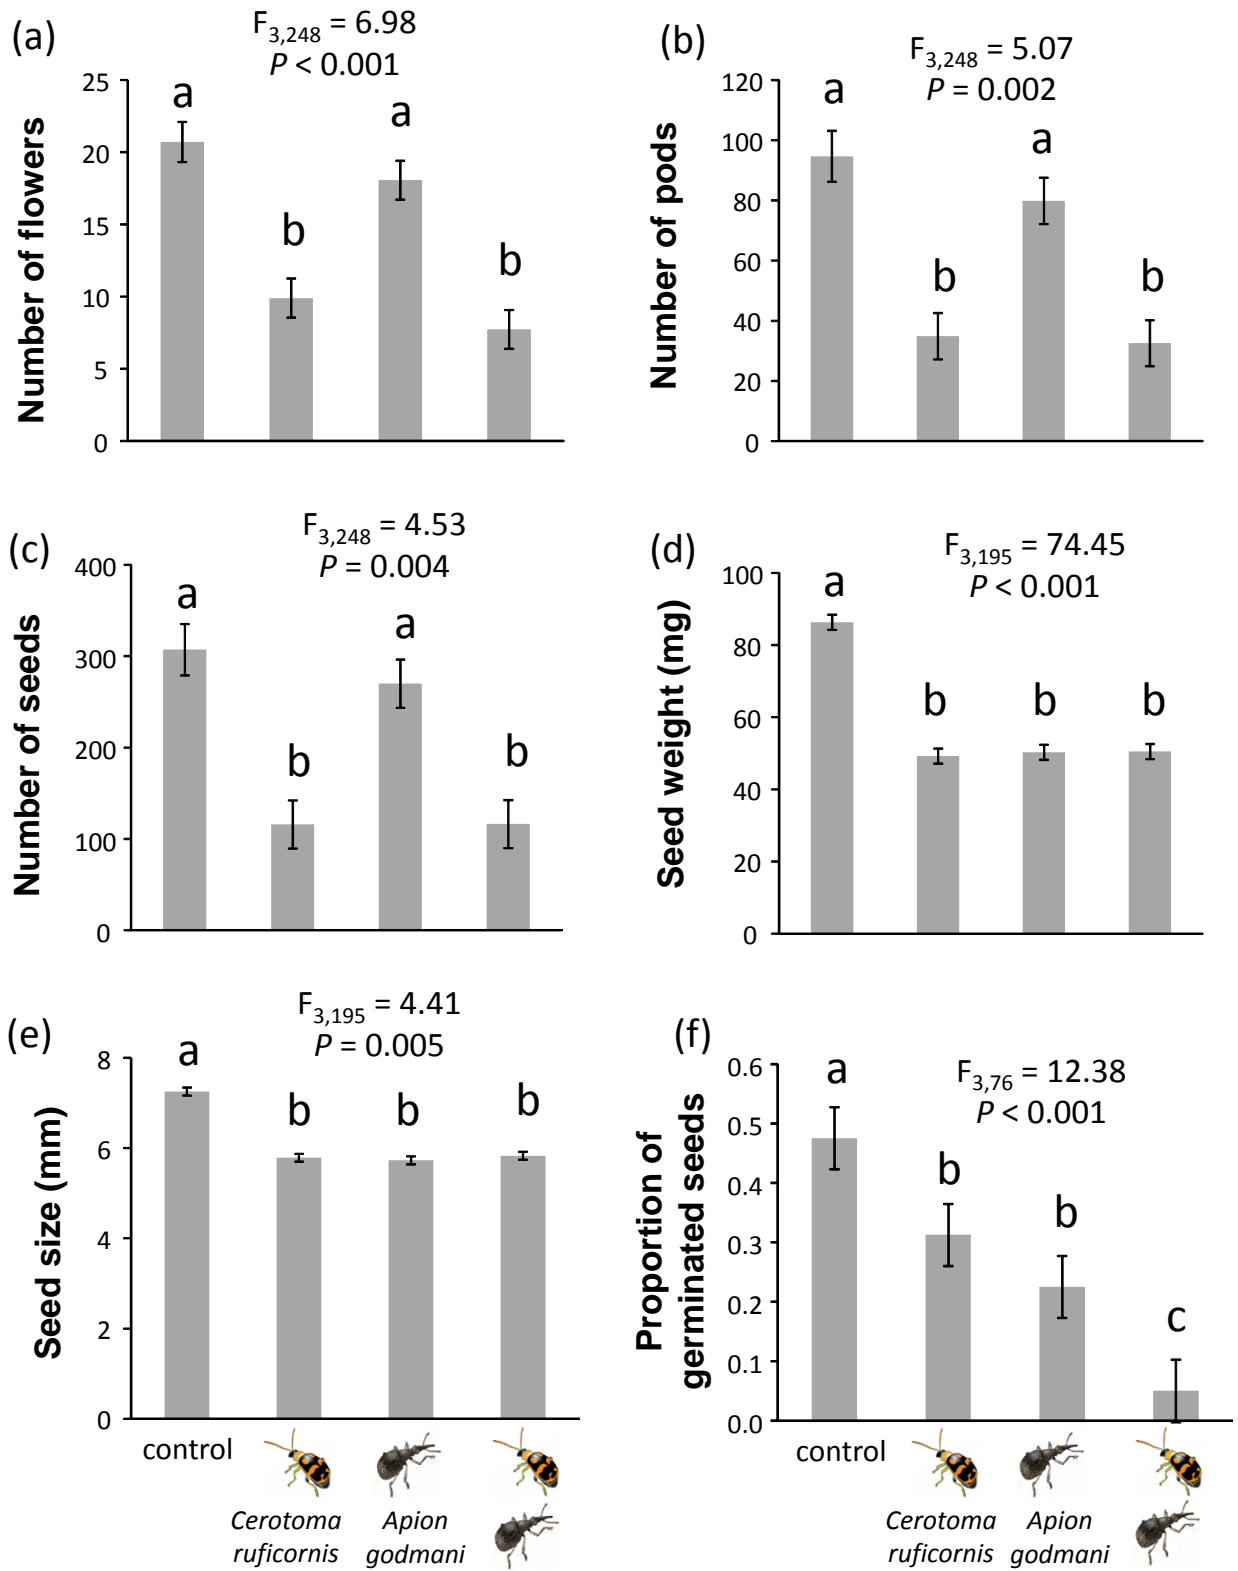 (a)
F3,248 = 6.98
P < 0.001
Number of flowers
25
20
15
10
5
0
a
b
a
b
(b)
F3,248 = 5.07
P = 0.002
Number of pods
120
100
80
60
40
20
0
a
b
a
b
(c)
F3,248 = 4.53
P = 0.004
Number of seeds
400
300
200
100
0
a
b
a
b
(d)
F3,195 = 74.45
P < 0.001
Seed weight (mg)
100
80
60
40
20
0
a
b
b
b
(e)
F3,195 = 4.41
P = 0.005
Seed size (mm)
8
6
4
2
0
a
b
b
b
control
Cerotoma
ruficornis
Apion
godmani
(f)
F3,76 = 12.38
P < 0.001
Proportion of
germinated seeds
0.6
0.5
0.4
0.3
0.2
0.1
0.0
a
b
b
c
control
Cerotoma
ruficornis
Apion
godmani